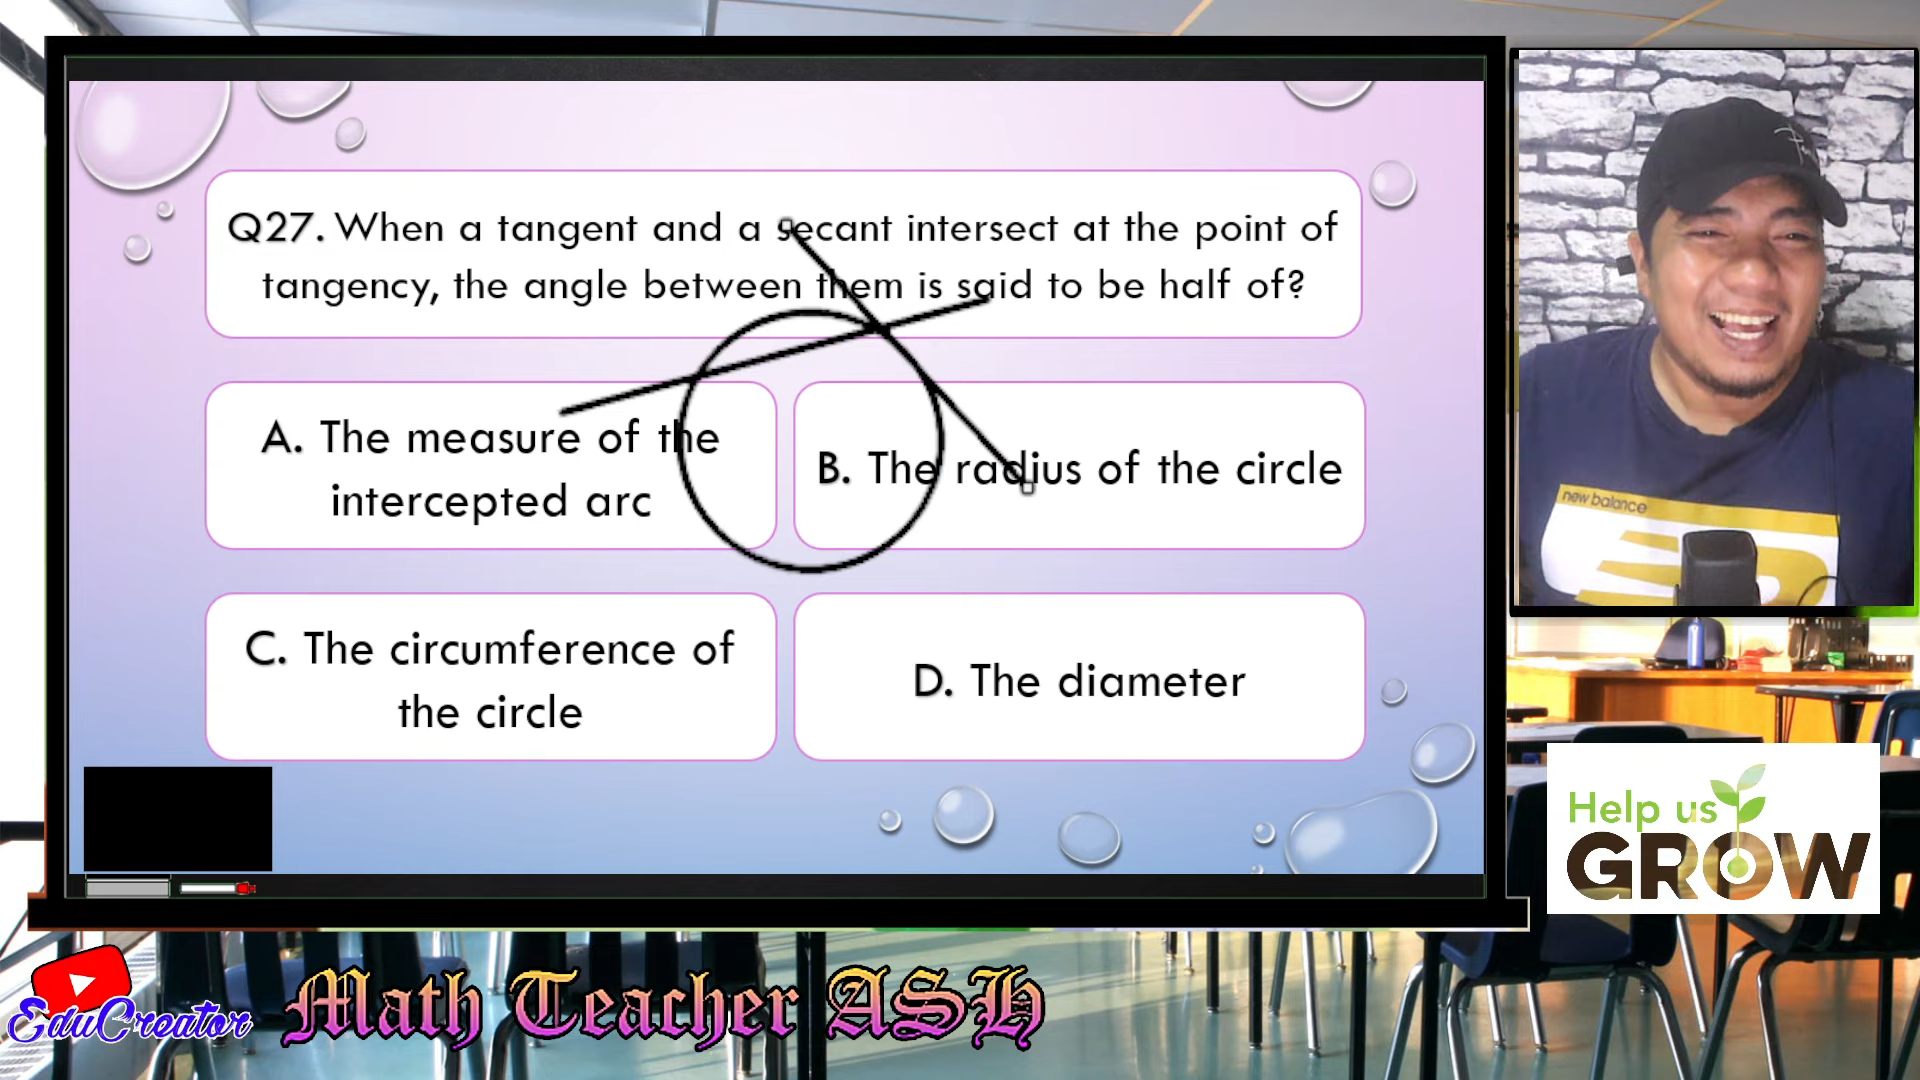 Q27. When a tangent and a secant intersect at the point of
tangency, the angle between them is said to be half of?
A. The measure of the
intercepted arc
B. The radius of the circle
C. The circumference of
the circle
D. The diameter
new balance
Help us
GROW
EduCreator
Math Teacher ASH